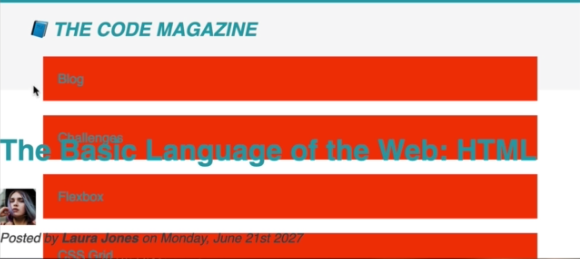 THE CODE MAGAZINE
Blog
Challenges
The Basic Language of the Web: HTML
Flexbox
Posted by Laura Jones on Monday, June 21st 2027
CSS Grid